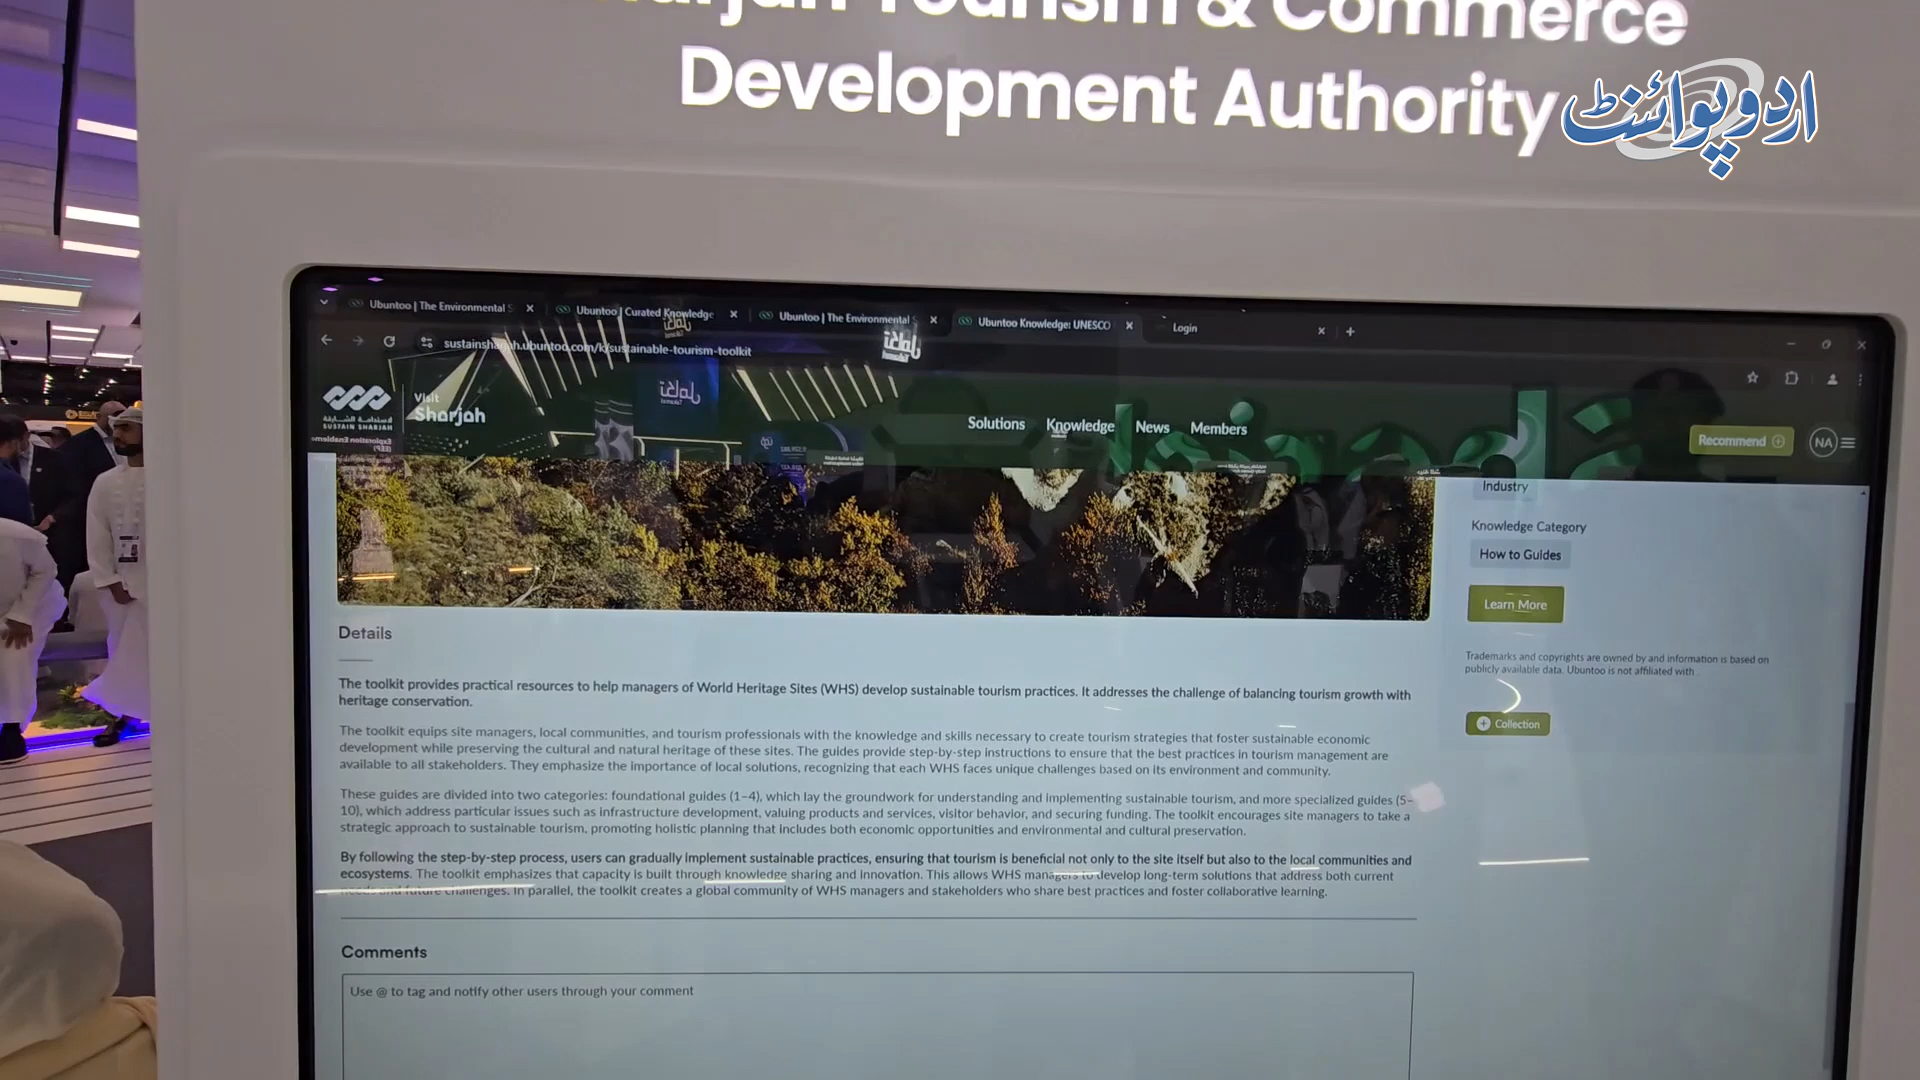 Tourism & Commerce
Development Authority
اردو پوائنٹ
Ubuntoo | The Environmental S
Ubuntoo | Curated Knowledge
Ubuntoo | The Environmental S
Ubuntoo Knowledge: UNESCO
Login
sustainsharjah.ubuntoo.com/k/sustainable-tourism-toolkit
SUSTAIN SHARJAH
Visit
Sharjah
Solutions
Knowledge
News
Members
Recommend
NA
Industry
Knowledge Category
How to Guides
Learn More
Trademarks and copyrights are owned by and information is based on
publicly available data. Ubuntoo is not affiliated with
Collection
Details
The toolkit provides practical resources to help managers of World Heritage Sites (WHS) develop sustainable tourism practices. It addresses the challenge of balancing tourism growth with
heritage conservation.
The toolkit equips site managers, local communities, and tourism professionals with the knowledge and skills necessary to create tourism strategies that foster sustainable economic
development while preserving the cultural and natural heritage of these sites. The guides provide step-by-step instructions to ensure that the best practices in tourism management are
available to all stakeholders. They emphasize the importance of local solutions, recognizing that each WHS faces unique challenges based on its environment and community.
These guides are divided into two categories: foundational guides (1–4), which lay the groundwork for understanding and implementing sustainable tourism, and more specialized guides (5–
10), which address particular issues such as infrastructure development, valuing products and services, visitor behavior, and securing funding. The toolkit encourages site managers to take a
strategic approach to sustainable tourism, promoting holistic planning that includes both economic opportunities and environmental and cultural preservation.
By following the step-by-step process, users can gradually implement sustainable practices, ensuring that tourism is beneficial not only to the site itself but also to the local communities and
ecosystems. The toolkit emphasizes that capacity is built through knowledge sharing and innovation. This allows WHS managers to develop long-term solutions that address both current
needs and future challenges. In parallel, the toolkit creates a global community of WHS managers and stakeholders who share best practices and foster collaborative learning.
Comments
Use @ to tag and notify other users through your comment